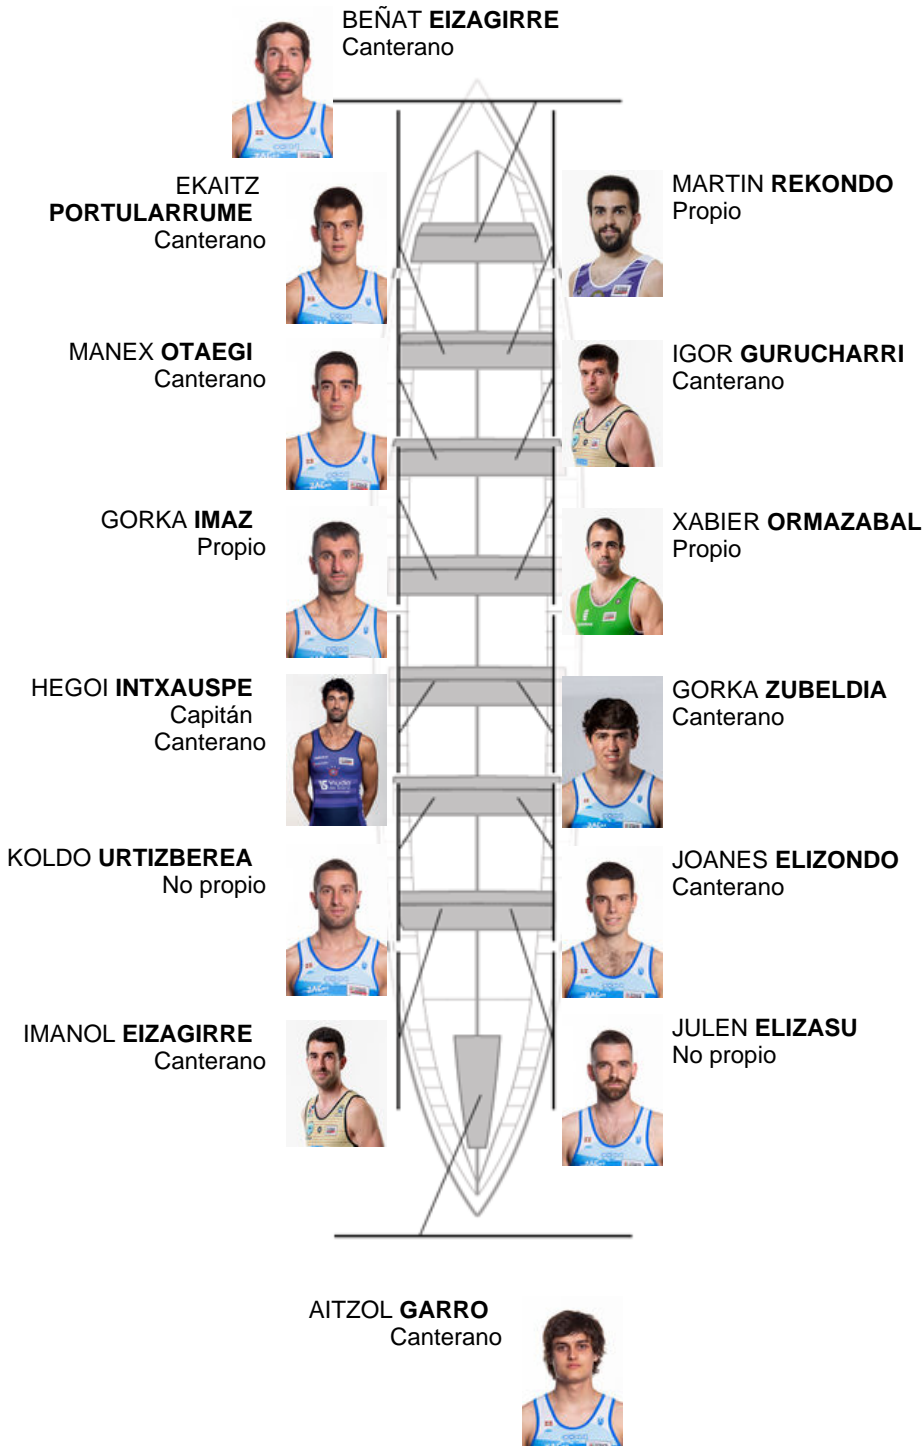 BEÑAT EIZAGIRRE
Canterano
EKAITZ
PORTULARRUME
Canterano
MARTIN REKONDO
Propio
MANEX OTAEGI
Canterano
IGOR GURUCHARRI
Canterano
GORKA IMAZ
Propio
XABIER ORMAZABAL
Propio
HEGOI INTXAUSPE
Capitán
Canterano
GORKA ZUBELDIA
Canterano
KOLDO URTIZBEREA
No propio
JOANES ELIZONDO
Canterano
IMANOL EIZAGIRRE
Canterano
JULEN ELIZASU
No propio
AITZOL GARRO
Canterano